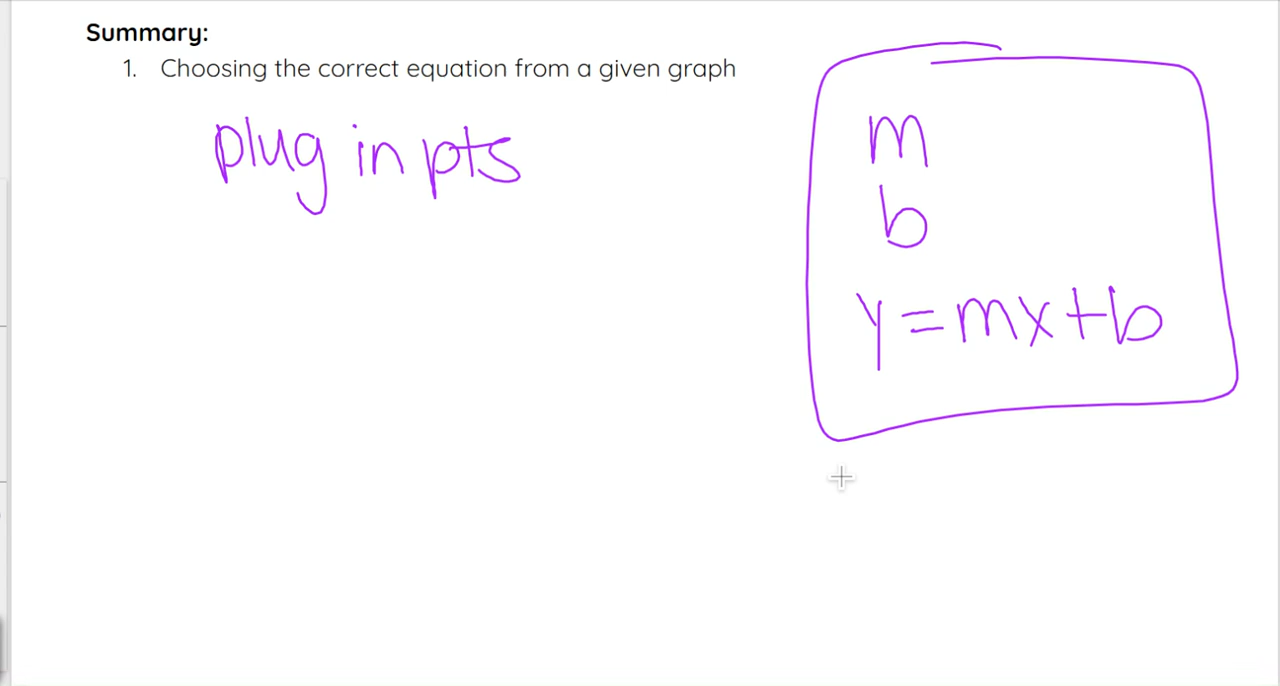 Summary:
1. Choosing the correct equation from a given graph
plug in pts
m
b
y=mx+b